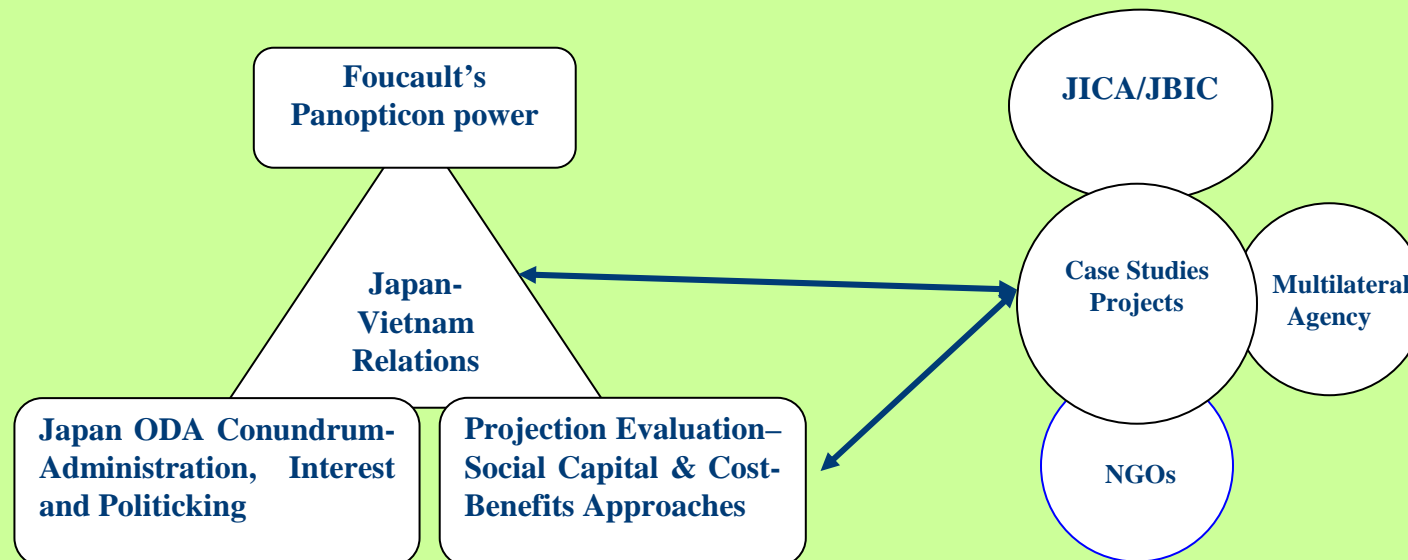 Foucault's
Panopticon power
Japan-
Vietnam
Relations
Japan ODA Conundrum-
Administration, Interest
and Politicking
Projection Evaluation–
Social Capital & Cost-
Benefits Approaches
JICA/JBIC
Case Studies
Projects
Multilateral
Agency
NGOs